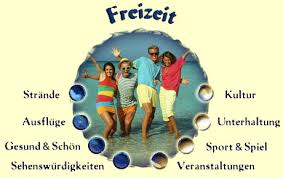 Freizeit
Strände
Kultur
Ausflüge
Unterhaltung
Gesund & Schön
Sport & Spiel
Sehenswürdigkeiten
Veranstaltungen